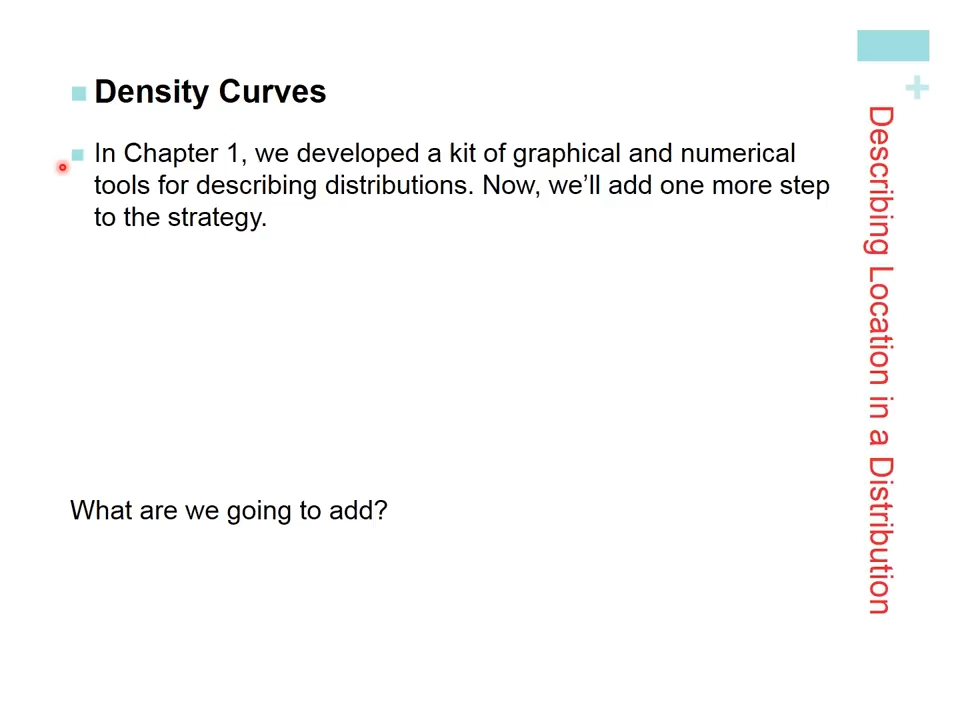 Density Curves
In Chapter 1, we developed a kit of graphical and numerical
tools for describing distributions. Now, we’ll add one more step
to the strategy.
What are we going to add?
+
Describing Location in a Distribution